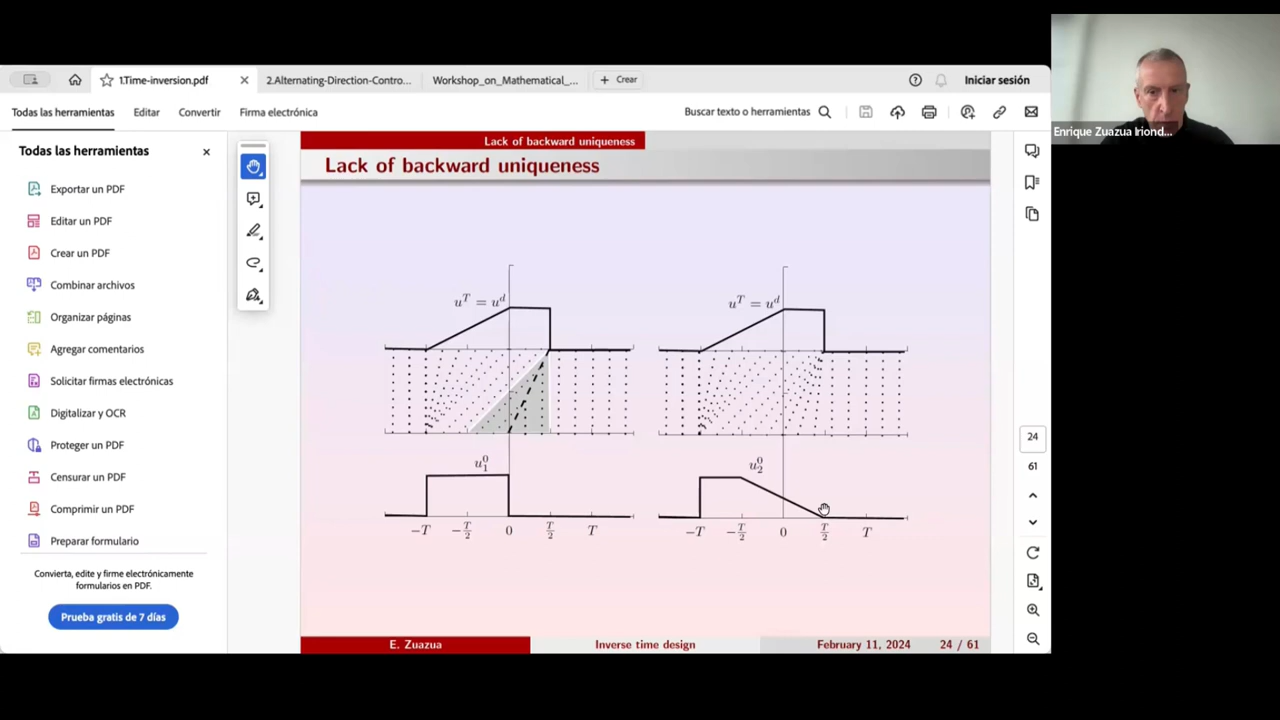 1.Time-inversion.pdf
2.Alternating-Direction-Contro...
Workshop_on_Mathematical_...
Crear
Iniciar sesión
Todas las herramientas
Editar
Convertir
Firma electrónica
Buscar texto o herramientas
Todas las herramientas
Exportar un PDF
Editar un PDF
Crear un PDF
Combinar archivos
Organizar páginas
Agregar comentarios
Solicitar firmas electrónicas
Digitalizar y OCR
Proteger un PDF
Censurar un PDF
Comprimir un PDF
Preparar formulario
Convierta, edite y firme electrónicamente
formularios en PDF.
Prueba gratis de 7 días
Lack of backward uniqueness
Lack of backward uniqueness
u^T = u^d
u^T = u^d
u_1^0
u_2^0
−T −T/2 0 T/2 T
−T −T/2 0 T/2 T
E. Zuazua
Inverse time design
February 11, 2024
24 / 61
24
61
Enrique Zuazua Iriond...